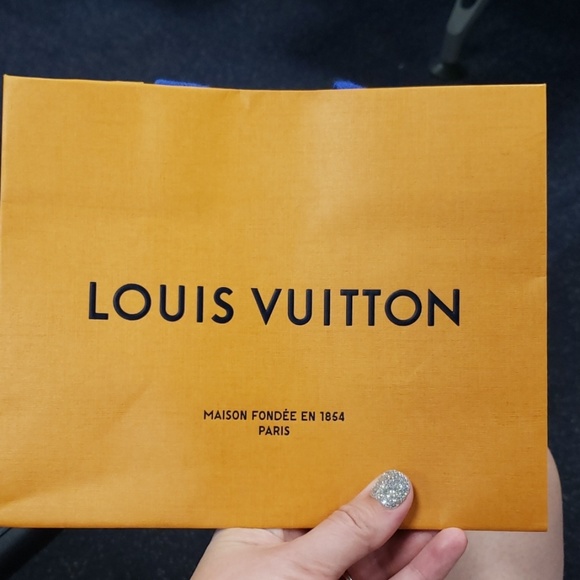 LOUIS VUITTON
MAISON FONDÉE EN 1854
PARIS